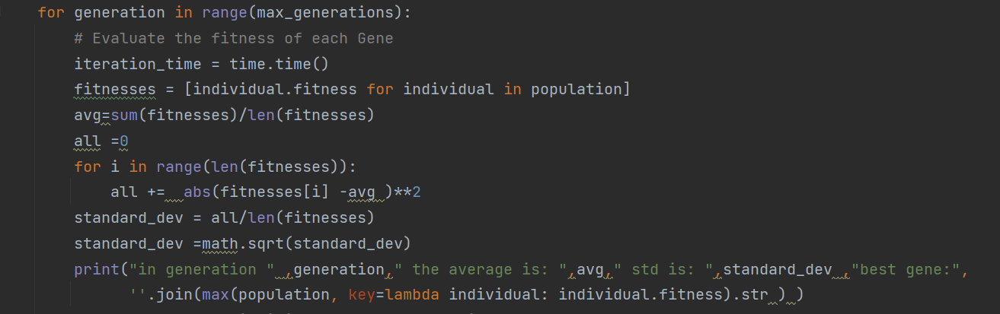 for generation in range(max_generations):
# Evaluate the fitness of each Gene
iteration_time = time.time()
fitnesses = [individual.fitness for individual in population]
avg=sum(fitnesses)/len(fitnesses)
all =0
for i in range(len(fitnesses)):
all +=  abs(fitnesses[i] -avg )**2
standard_dev = all/len(fitnesses)
standard_dev =math.sqrt(standard_dev)
print("in generation " ,generation," the average is: ",avg," std is: ",standard_dev ,"best gene:",
''.join(max(population, key=lambda individual: individual.fitness).str ) )